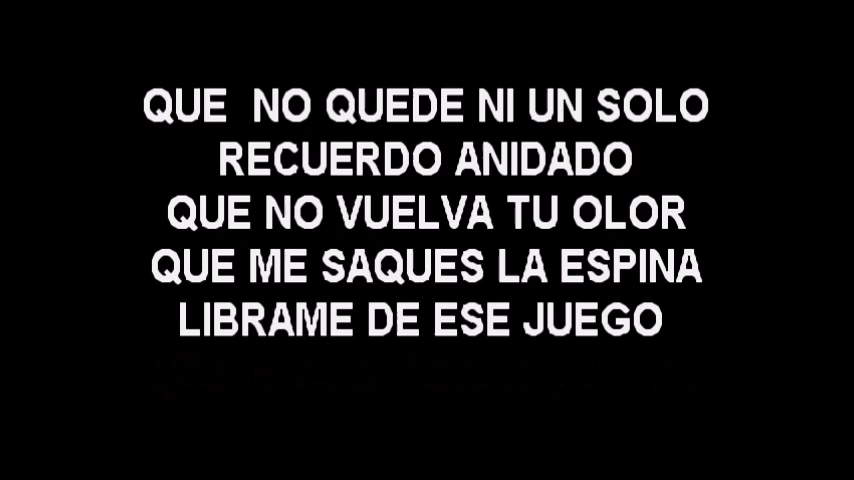 QUE  NO QUEDE NI UN SOLO
RECUERDO ANIDADO
QUE NO VUELVA TU OLOR
QUE ME SAQUES LA ESPINA
LIBRAME DE ESE JUEGO